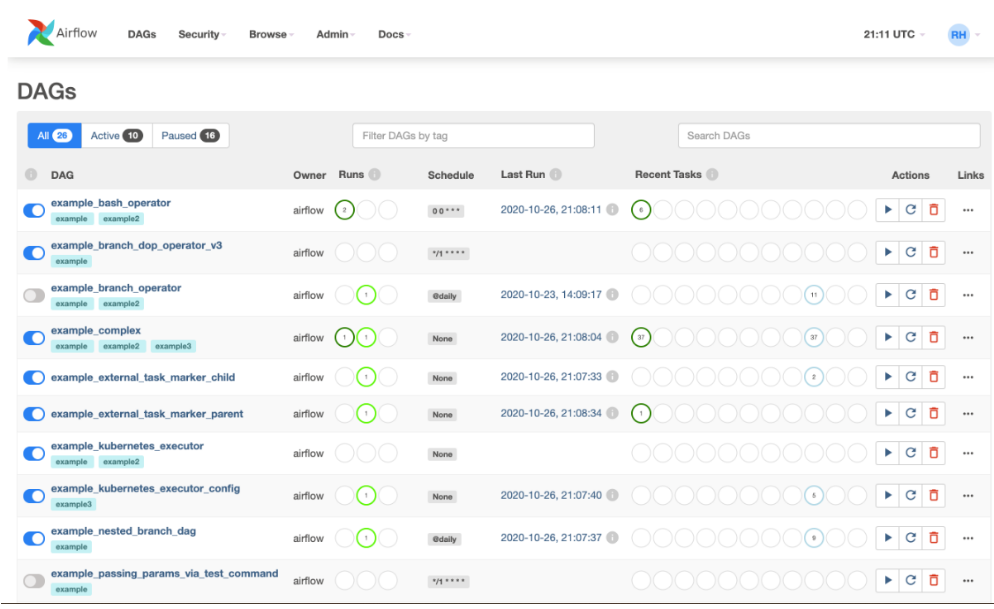 Airflow DAGs Security Browse Admin Docs 21:11 UTC RH
DAGs
All 26 Active 10 Paused 16 Filter DAGs by tag Search DAGs
DAG Owner Runs Schedule Last Run Recent Tasks Actions Links
example_bash_operator
airflow 2 0 0 * * * 2020-10-26, 21:08:11 6
example example2
example_branch_dop_operator_v3
airflow */1 * * * *
example
example_branch_operator
airflow 1 @daily 2020-10-23, 14:09:17 11
example example2
example_complex
airflow 1 1 None 2020-10-26, 21:08:04 37 37
example example2 example3
example_external_task_marker_child airflow 1 None 2020-10-26, 21:07:33 2
example_external_task_marker_parent airflow 1 None 2020-10-26, 21:08:34 1
example_kubernetes_executor
airflow None
example example2
example_kubernetes_executor_config
airflow 1 None 2020-10-26, 21:07:40 5
example3
example_nested_branch_dag
airflow 1 @daily 2020-10-26, 21:07:37 9
example
example_passing_params_via_test_command
airflow */1 * * * *
example